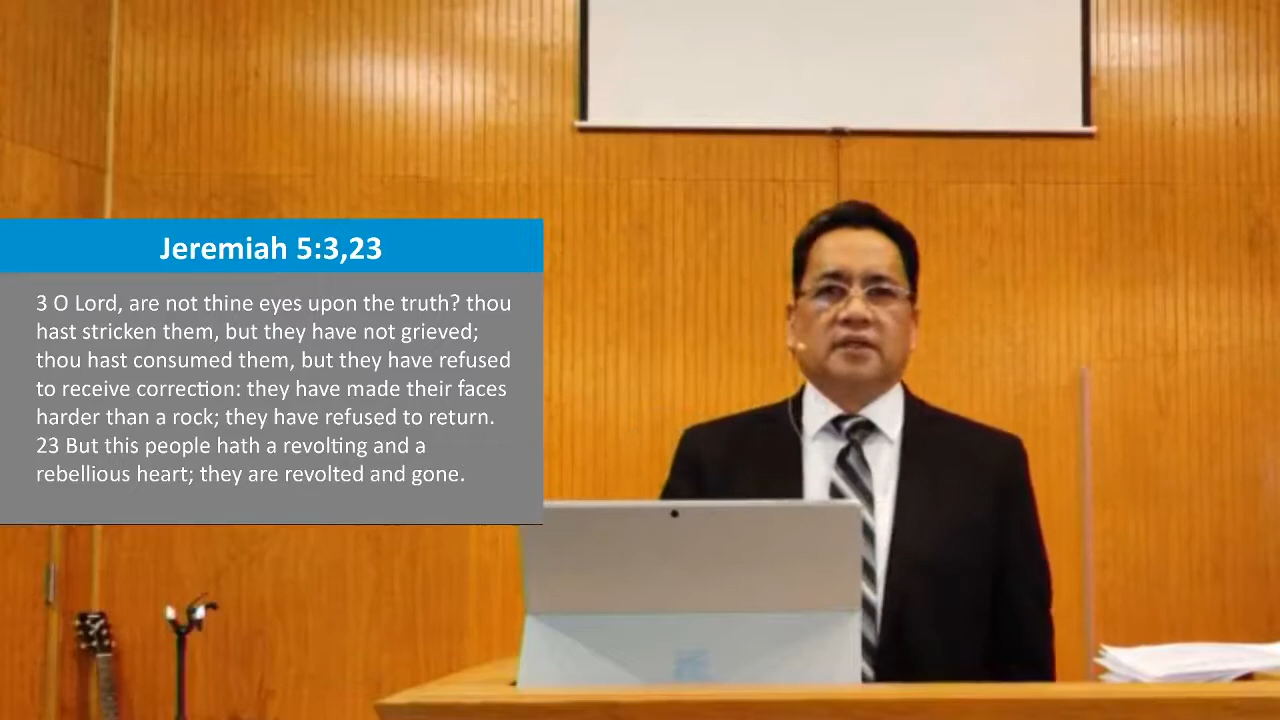 Jeremiah 5:3,23
3 O Lord, are not thine eyes upon the truth? thou
hast stricken them, but they have not grieved;
thou hast consumed them, but they have refused
to receive correction: they have made their faces
harder than a rock; they have refused to return.
23 But this people hath a revolting and a
rebellious heart; they are revolted and gone.